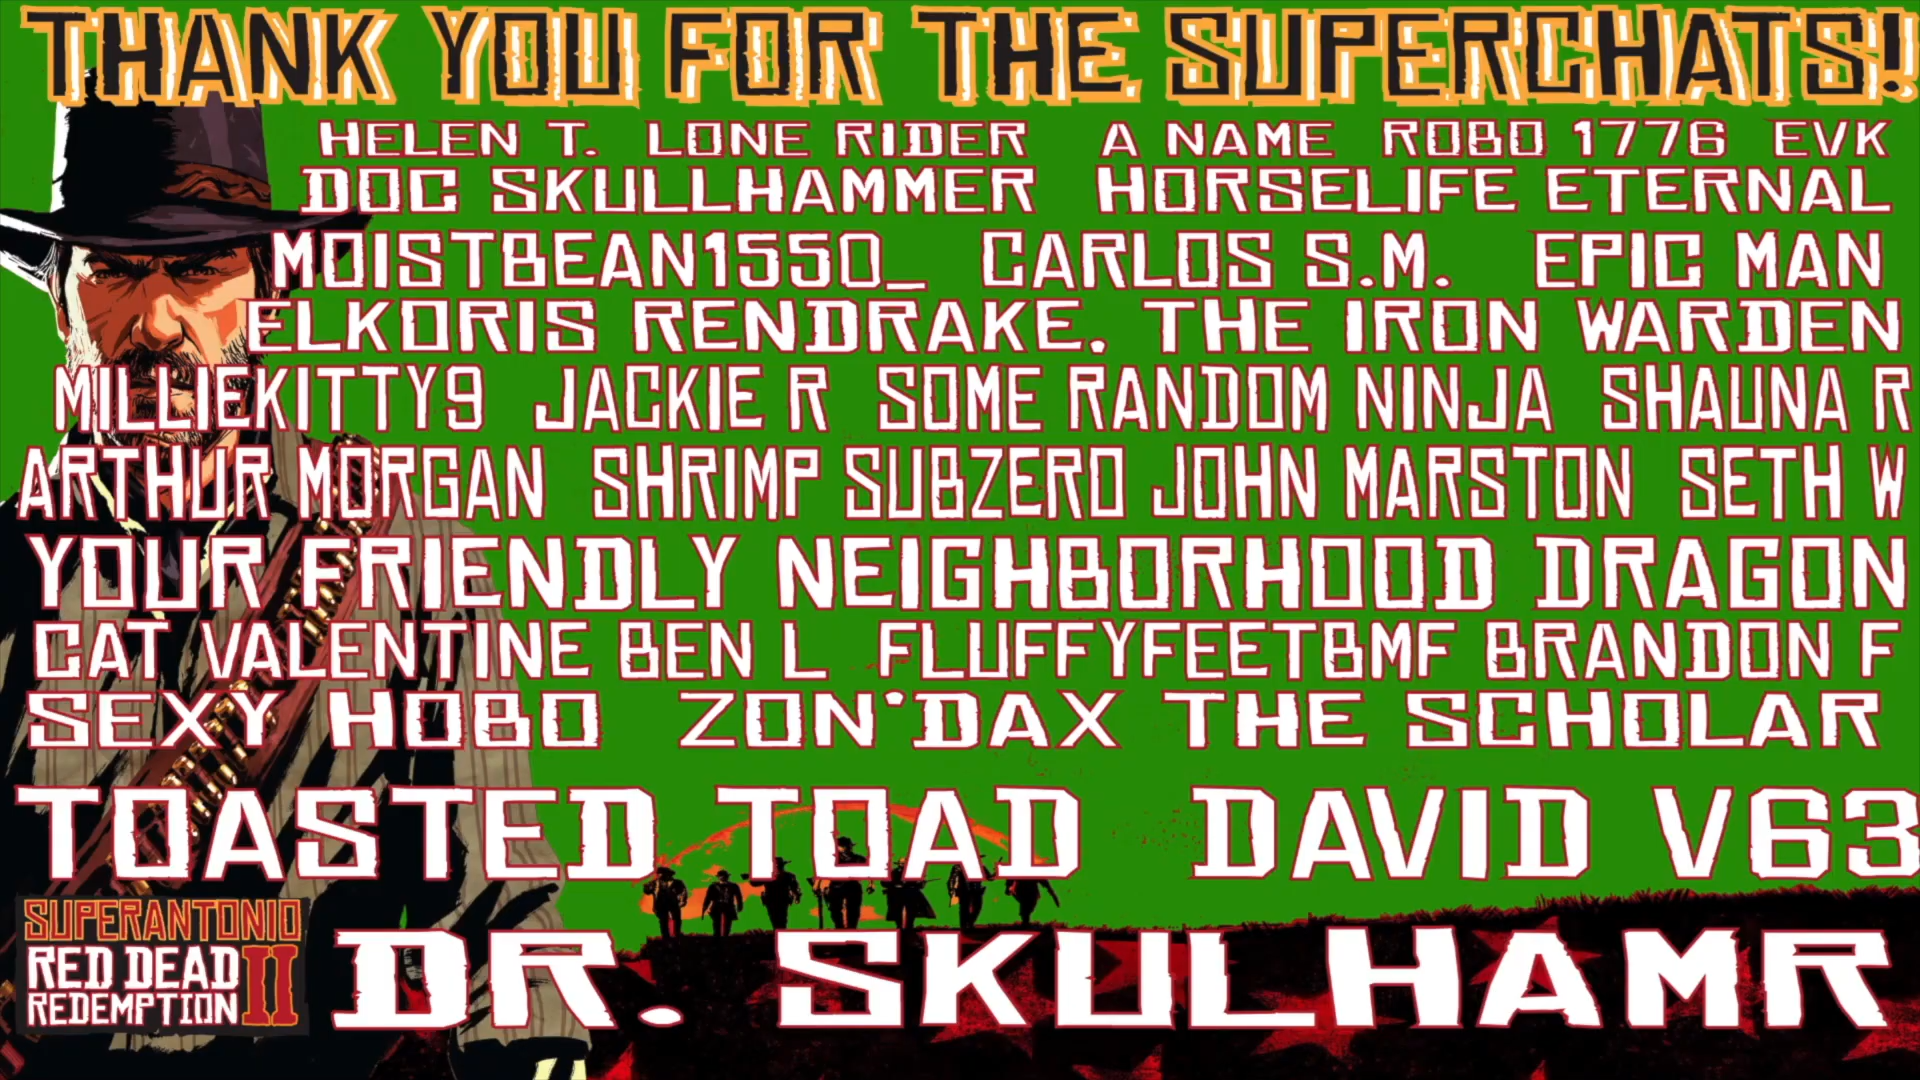 THANK YOU FOR THE SUPERCHATS!
HELEN T. LONE RIDER A NAME ROBO 1776 EVK
DOC SKULLHAMMER HORSELIFE ETERNAL
MOISTBEAN1550_ CARLOS S.M. EPIC MAN
ELKORIS RENDRAKE. THE IRON WARDEN
MILLIEKITTY9 JACKIE R SOME RANDOM NINJA SHAUNA R
ARTHUR MORGAN SHRIMP SUBZERO JOHN MARSTON SETH W
YOUR FRIENDLY NEIGHBORHOOD DRAGON
CAT VALENTINE BEN L FLUFFYFEETBMF BRANDON F
SEXY HOBO ZON'DAX THE SCHOLAR
TOASTED TOAD DAVID V63
SUPERANTONIO
RED DEAD
REDEMPTION II
DR. SKULHAMR